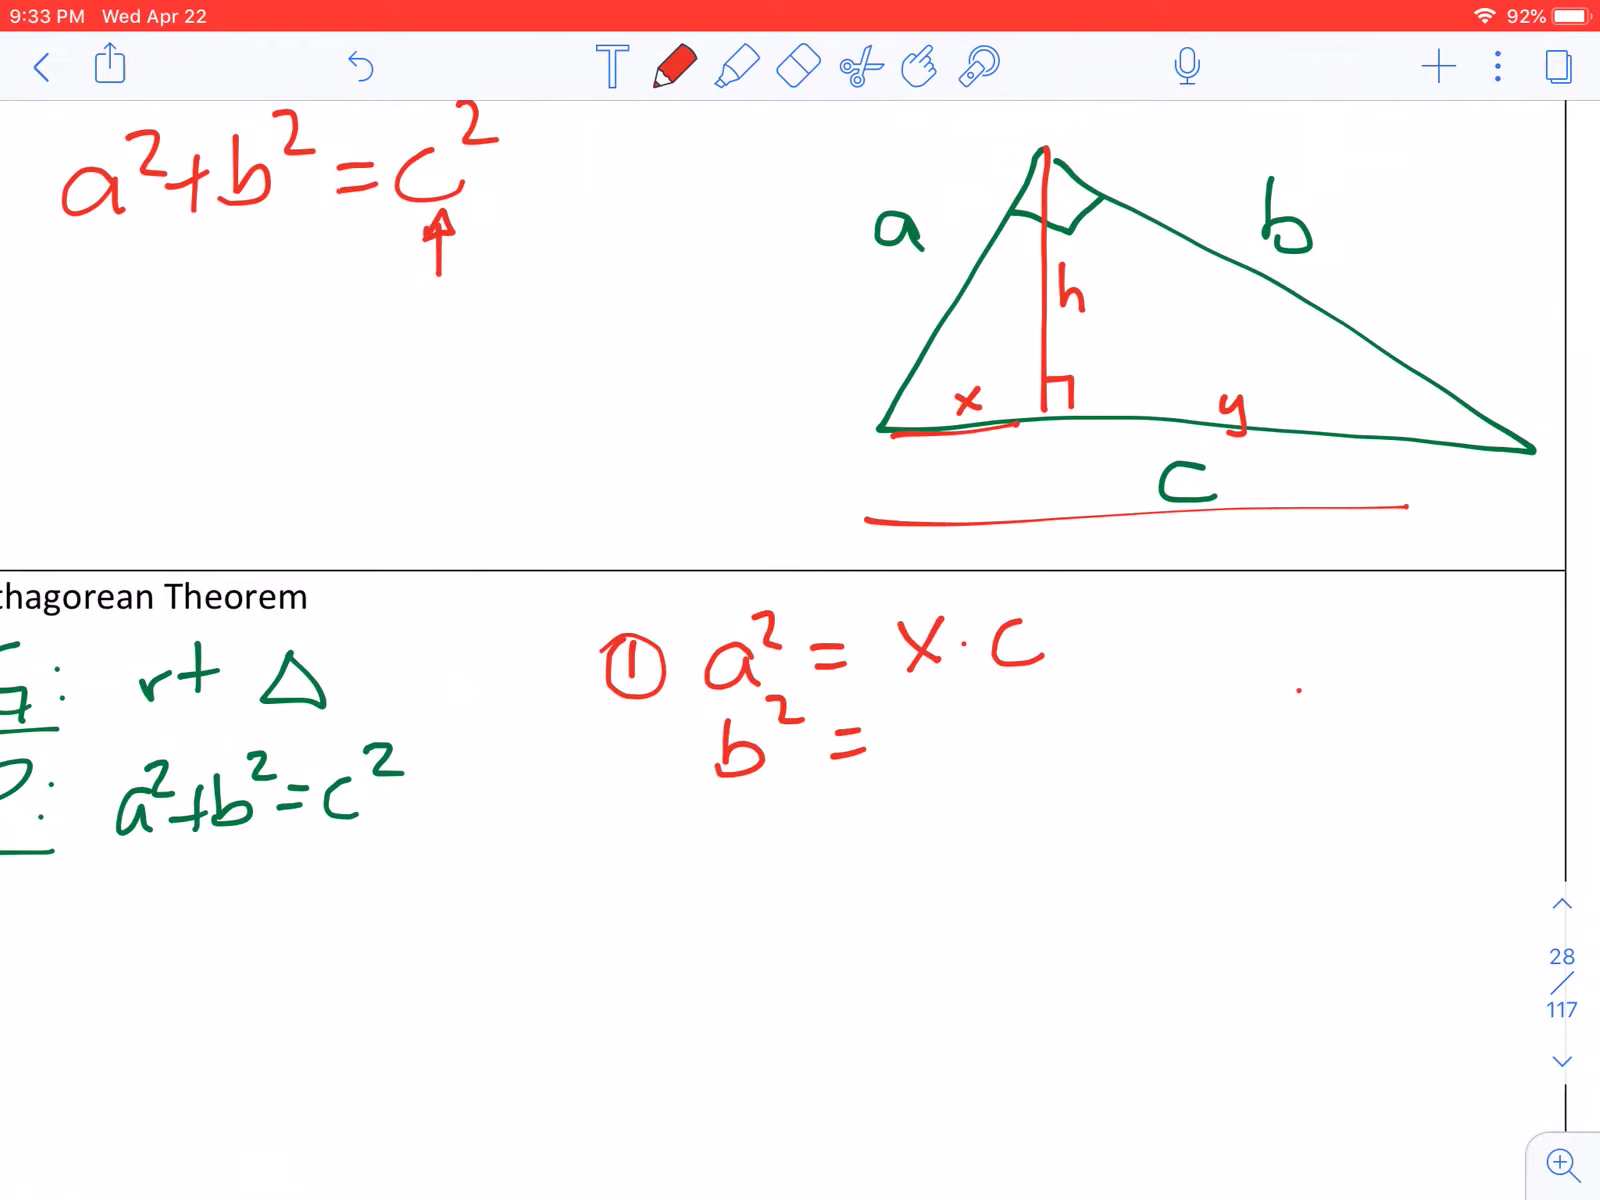 9:33 PM Wed Apr 22
92%
T
a²+b²=c²
a
b
h
x
y
c
thagorean Theorem
: rt △
: a²+b²=c²
① a² = x · c
b² =
28
/
117